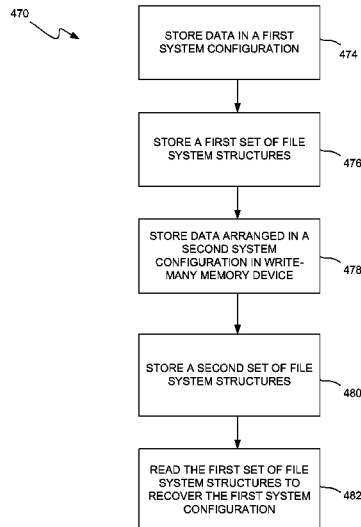 470
STORE DATA IN A FIRST
SYSTEM CONFIGURATION
474
STORE A FIRST SET OF FILE
SYSTEM STRUCTURES
476
STORE DATA ARRANGED IN A
SECOND SYSTEM
CONFIGURATION IN WRITE-
MANY MEMORY DEVICE
478
STORE A SECOND SET OF FILE
SYSTEM STRUCTURES
480
READ THE FIRST SET OF FILE
SYSTEM STRUCTURES TO
RECOVER THE FIRST SYSTEM
CONFIGURATION
482